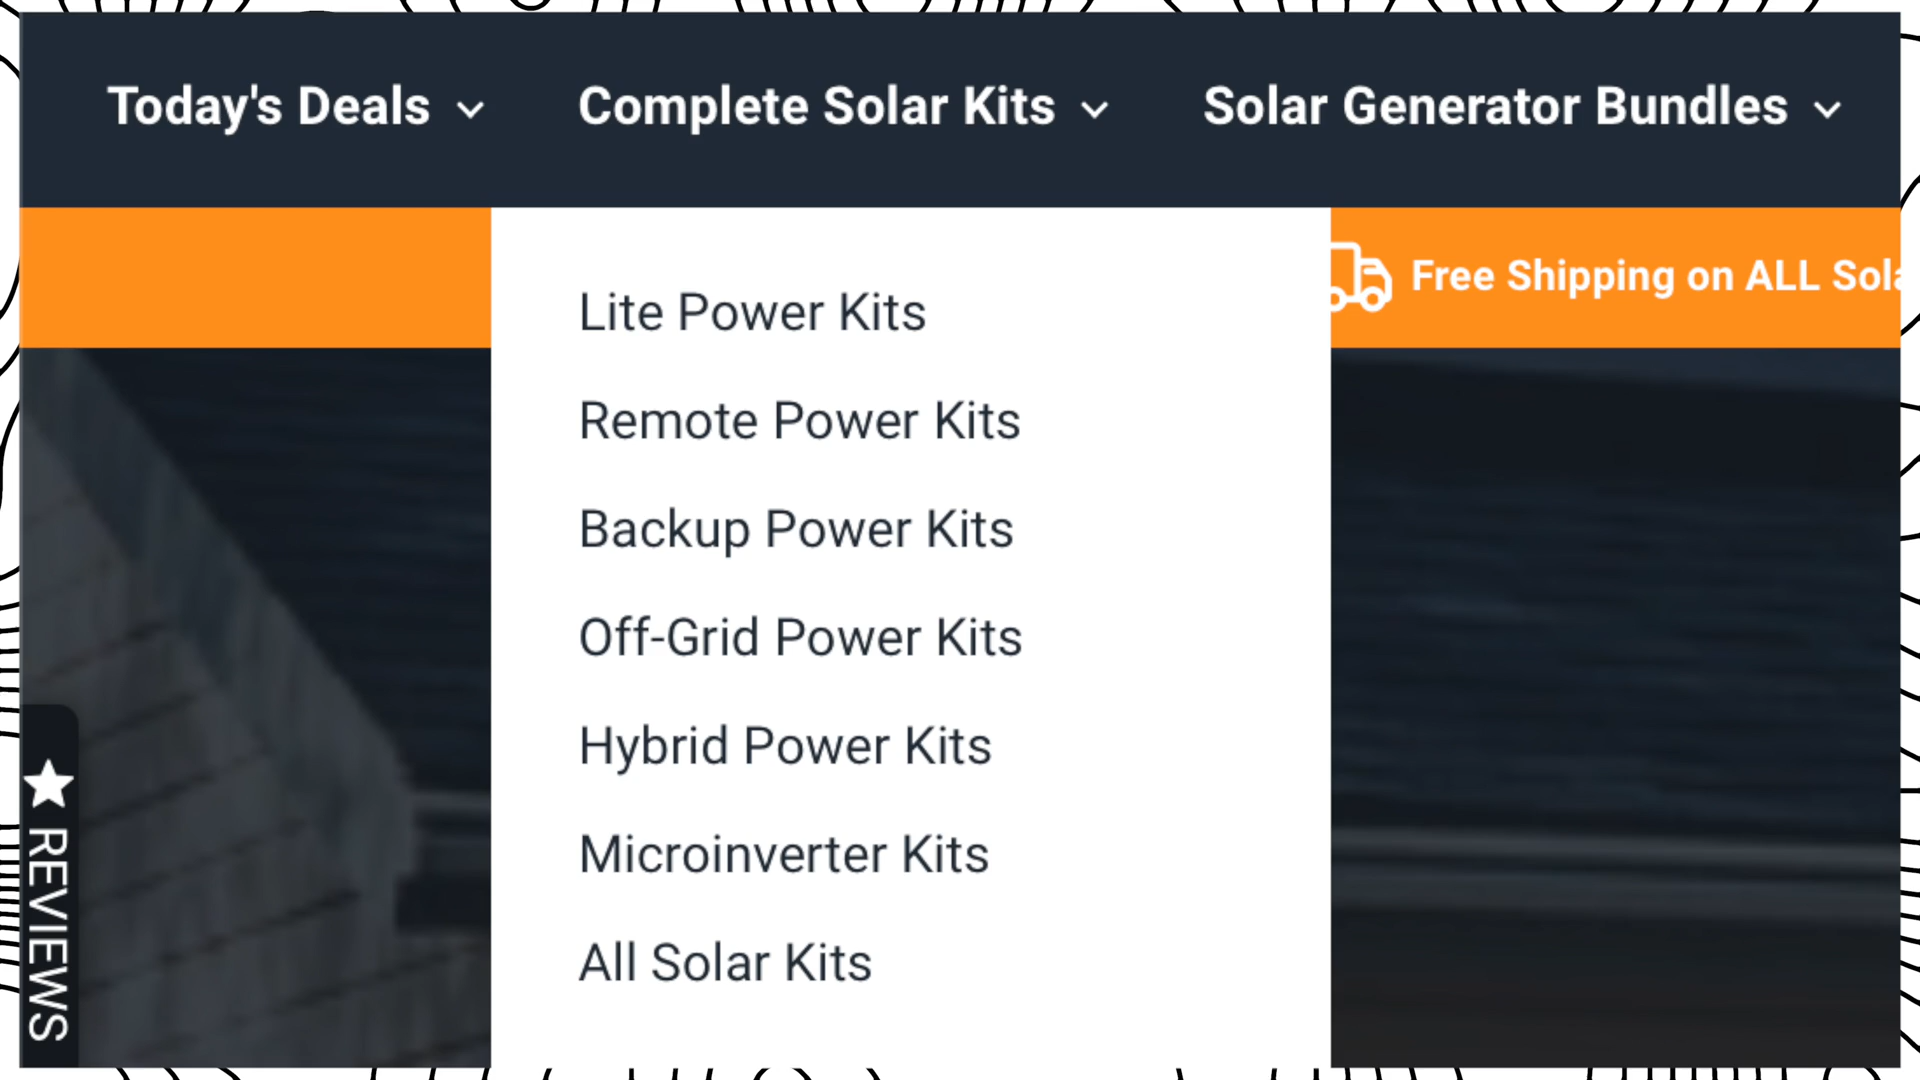 Today's Deals
Complete Solar Kits
Solar Generator Bundles
Free Shipping on ALL
Lite Power Kits
Remote Power Kits
Backup Power Kits
Off-Grid Power Kits
Hybrid Power Kits
Microinverter Kits
All Solar Kits
REVIEWS